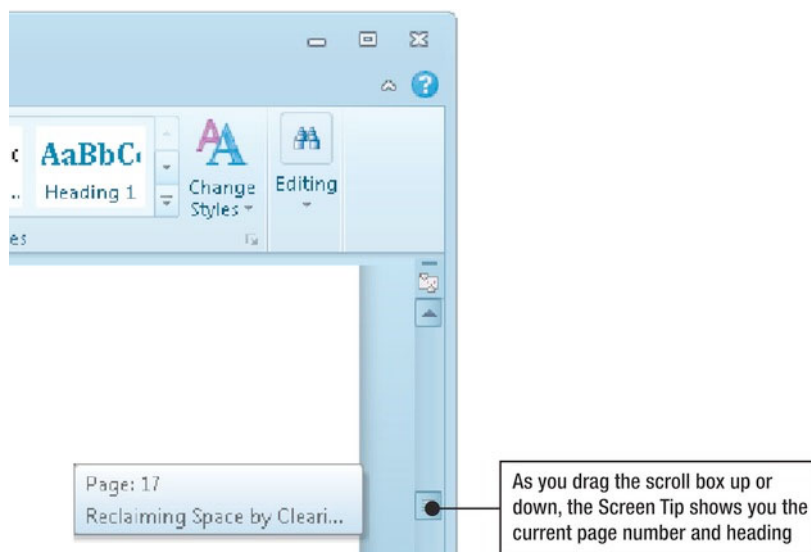 AaBbC
..
Heading 1
Change
Styles
Editing
es
Page: 17
Reclaiming Space by Cleari...
As you drag the scroll box up or
down, the Screen Tip shows you the
current page number and heading